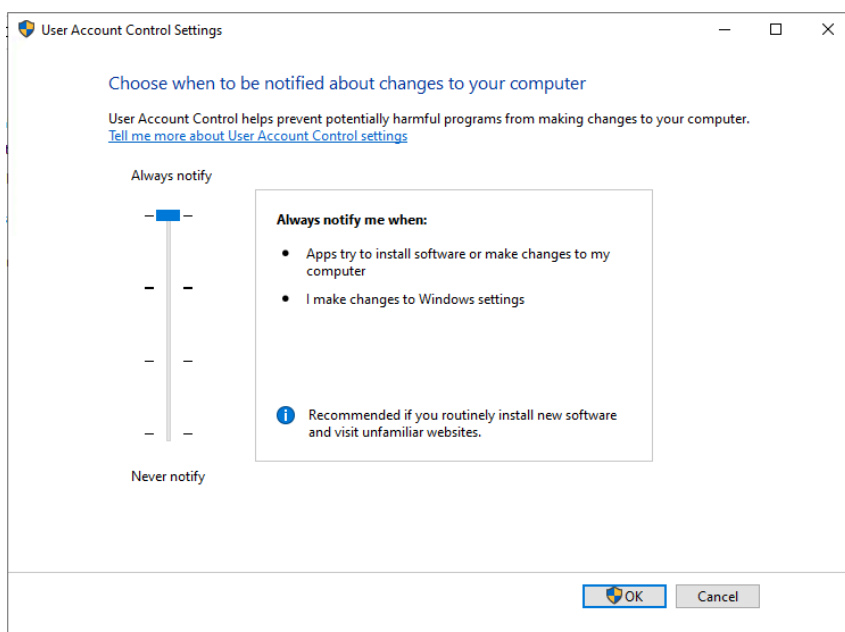 User Account Control Settings
Choose when to be notified about changes to your computer
User Account Control helps prevent potentially harmful programs from making changes to your computer.
Tell me more about User Account Control settings
Always notify
Always notify me when:
Apps try to install software or make changes to my
computer
I make changes to Windows settings
Recommended if you routinely install new software
and visit unfamiliar websites.
Never notify
OK
Cancel